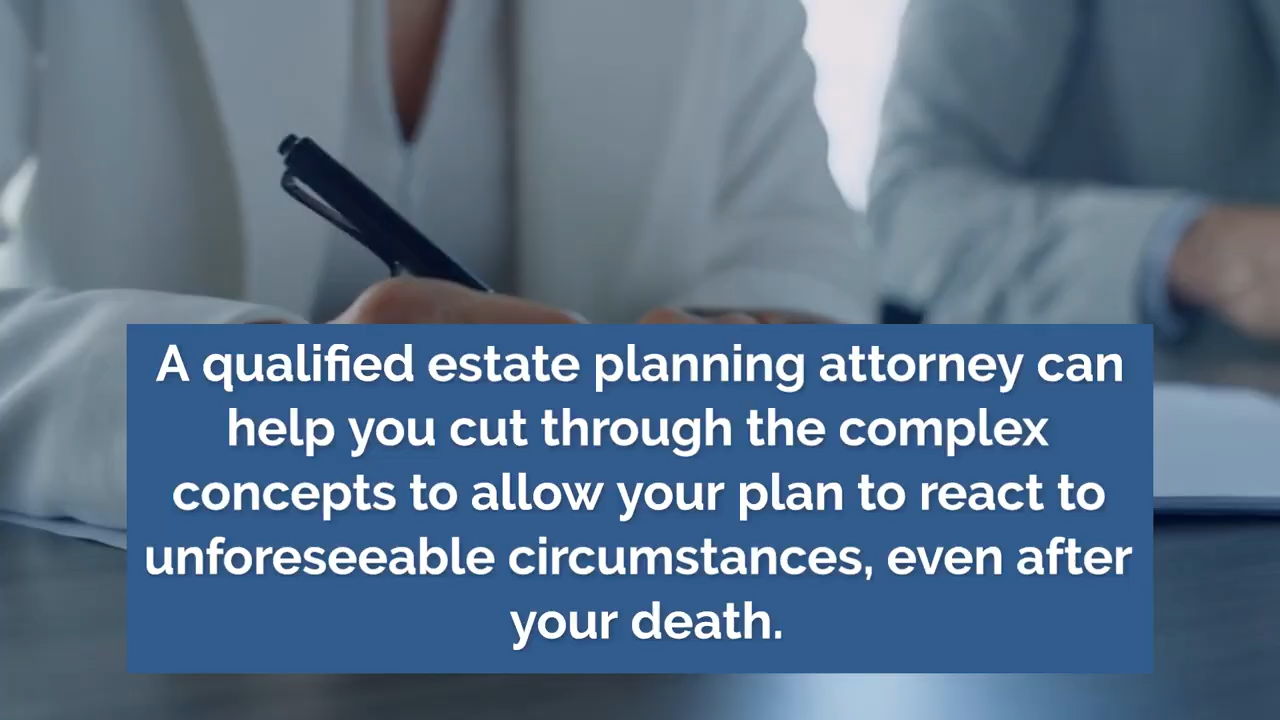 A qualified estate planning attorney can
help you cut through the complex
concepts to allow your plan to react to
unforeseeable circumstances, even after
your death.